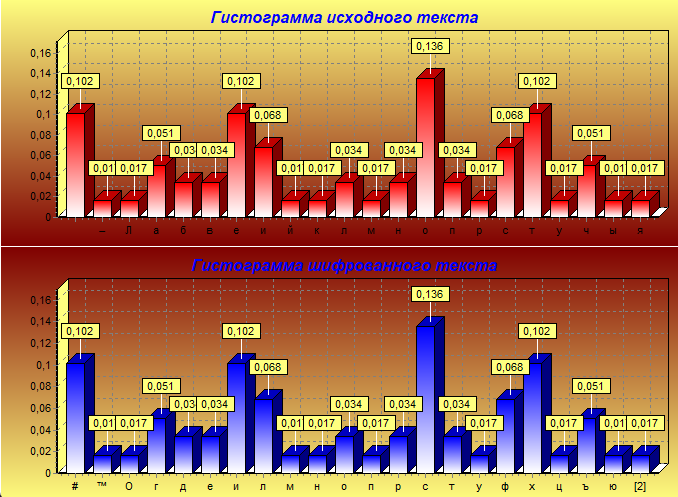 Гистограмма исходного текста
0,136
0,16
0,14
0,102 0,102
0,12
0,068 0,068
0,1
0,051 0,051
0,08
0,03 0,034 0,034 0,034 0,034
0,06
0,01 0,017 0,01 0,017 0,017 0,017 0,017 0,01 0,017
0,04
0,02
0
– Л а б в е и й к л м н о п р с т у ч ы я
Гистограмма шифрованного текста
0,136
0,16
0,14
0,102 0,102 0,102
0,12
0,068 0,068
0,1
0,051 0,051
0,08
0,03 0,034 0,034 0,034 0,034
0,06
0,01 0,017 0,01 0,017 0,017 0,017 0,017 0,01 0,017
0,04
0,02
0
# ™ О г д е и л м н о п р с т у ф х ц ъ ю [2]